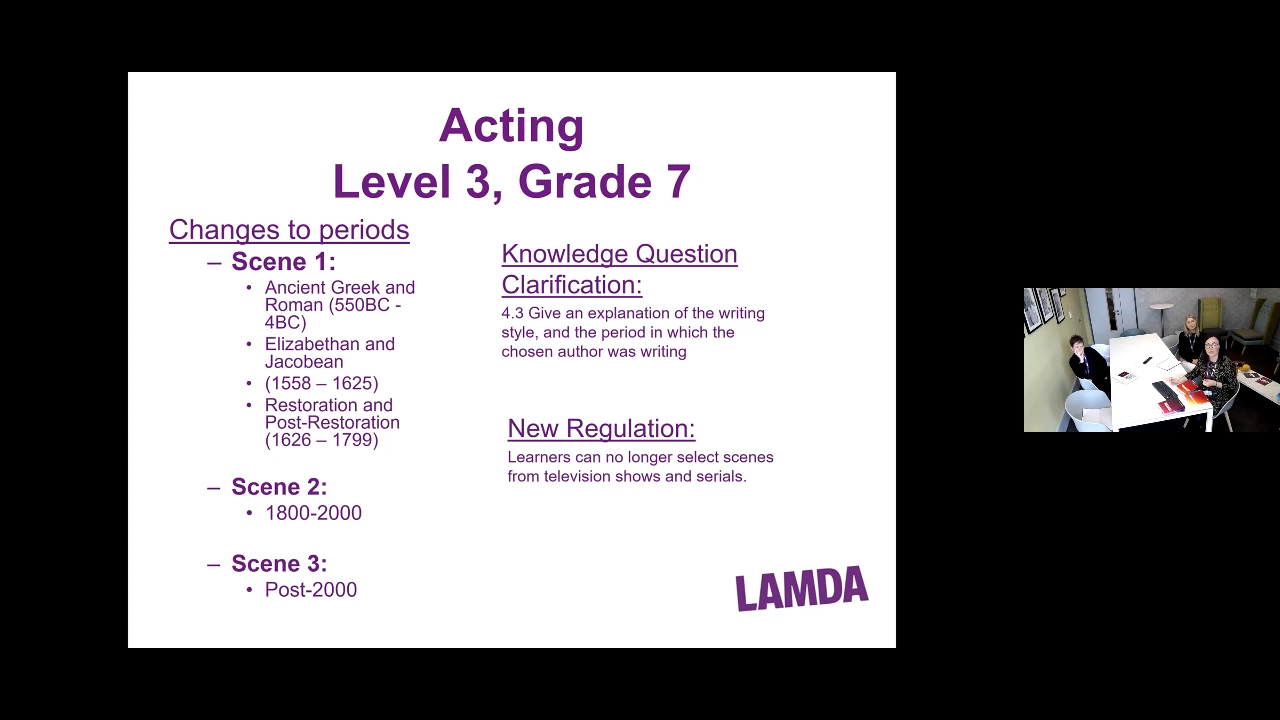 Acting
Level 3, Grade 7
Changes to periods
– Scene 1:
• Ancient Greek and
Roman (550BC -
4BC)
• Elizabethan and
Jacobean
• (1558 – 1625)
• Restoration and
Post-Restoration
(1626 – 1799)
– Scene 2:
• 1800-2000
– Scene 3:
• Post-2000
Knowledge Question
Clarification:
4.3 Give an explanation of the writing
style, and the period in which the
chosen author was writing
New Regulation:
Learners can no longer select scenes
from television shows and serials.
LAMDA